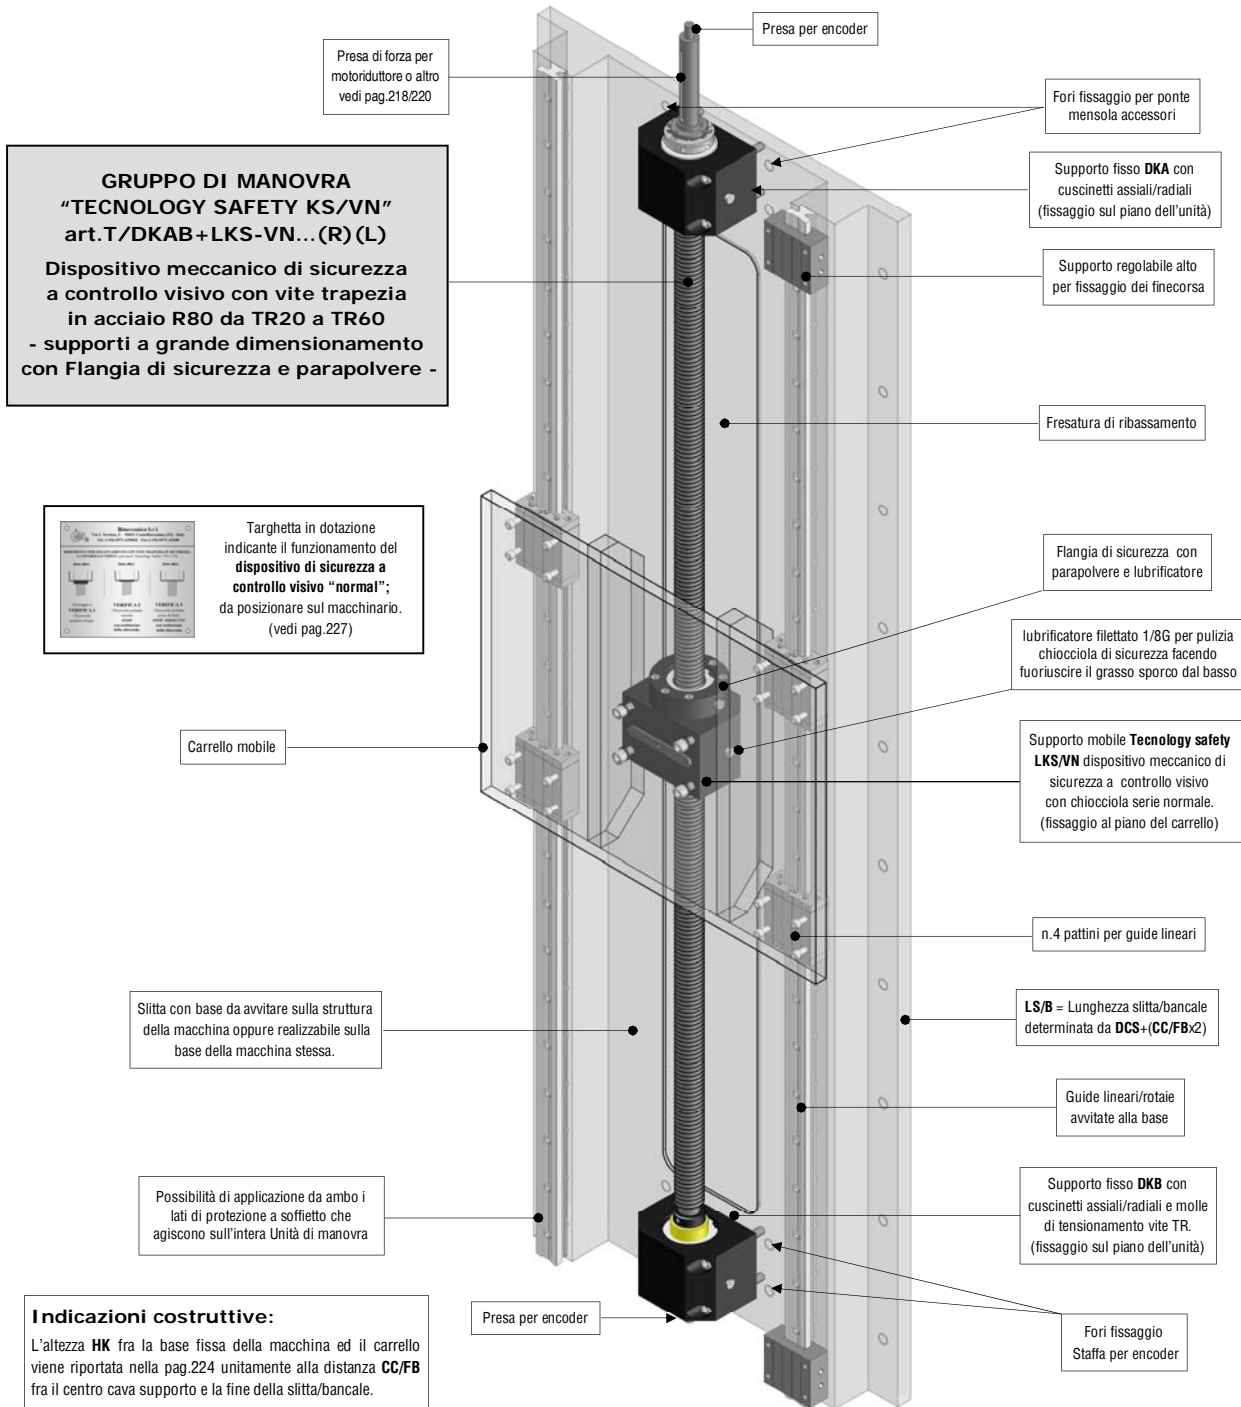 Presa per encoder
Presa di forza per
motoriduttore o altro
vedi pag.218/220
Fori fissaggio per ponte
mensola accessori
GRUPPO DI MANOVRA
“TECNOLOGY SAFETY KS/VN”
art.T/DKAB+LKS-VN...(R)(L)
Dispositivo meccanico di sicurezza
a controllo visivo con vite trapezia
in acciaio R80 da TR20 a TR60
- supporti a grande dimensionamento
con Flangia di sicurezza e parapolvere -
Supporto fisso DKA con
cuscinetti assiali/radiali
(fissaggio sul piano dell'unità)
Supporto regolabile alto
per fissaggio dei finecorsa
Fresatura di ribassamento
Targhetta in dotazione
indicante il funzionamento del
dispositivo di sicurezza a
controllo visivo “normal”;
da posizionare sul macchinario.
(vedi pag.227)
VERIFICA 1
VERIFICA 2
VERIFICA 3
Flangia di sicurezza con
parapolvere e lubrificatore
lubrificatore filettato 1/8G per pulizia
chiocciola di sicurezza facendo
fuoriuscire il grasso sporco dal basso
Carrello mobile
Supporto mobile Tecnology safety
LKS/VN dispositivo meccanico di
sicurezza a controllo visivo
con chiocciola serie normale.
(fissaggio al piano del carrello)
n.4 pattini per guide lineari
Slitta con base da avvitare sulla struttura
della macchina oppure realizzabile sulla
base della macchina stessa.
LS/B = Lunghezza slitta/bancale
determinata da DCS+(CC/FBx2)
Guide lineari/rotaie
avvitate alla base
Possibilità di applicazione da ambo i
lati di protezione a soffietto che
agiscono sull'intera Unità di manovra
Supporto fisso DKB con
cuscinetti assiali/radiali e molle
di tensionamento vite TR.
(fissaggio sul piano dell'unità)
Presa per encoder
Fori fissaggio
Staffa per encoder
Indicazioni costruttive:
L'altezza HK fra la base fissa della macchina ed il carrello
viene riportata nella pag.224 unitamente alla distanza CC/FB
fra il centro cava supporto e la fine della slitta/bancale.